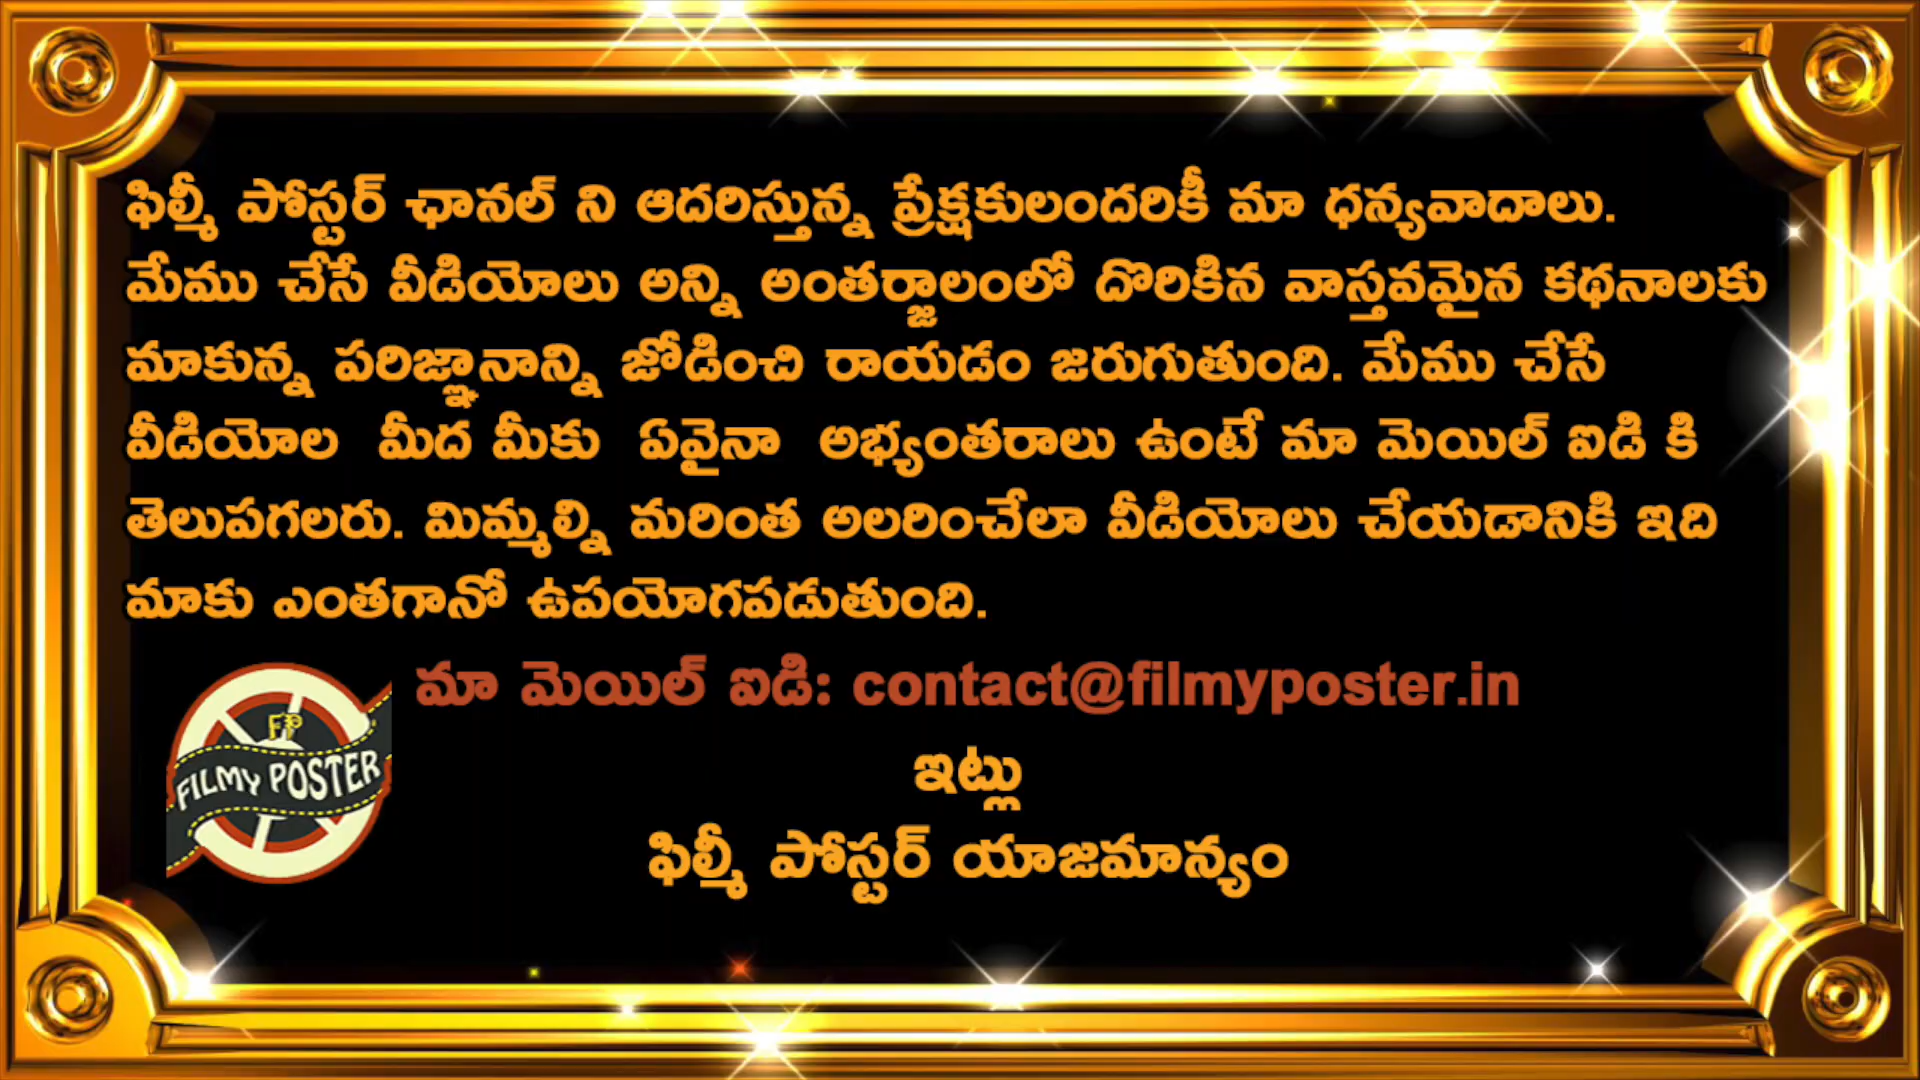 ఫిల్మీ పోస్టర్ ఛానల్ ని ఆదరిస్తున్న ప్రేక్షకులందరికీ మా ధన్యవాదాలు.
మేము చేసే వీడియోలు అన్ని అంతర్జాలంలో దొరికిన వాస్తవమైన కథనాలకు
మాకున్న పరిజ్ఞానాన్ని జోడించి రాయడం జరుగుతుంది. మేము చేసే
వీడియోల మీద మీకు ఏవైనా అభ్యంతరాలు ఉంటే మా మెయిల్ ఐడి కి
తెలుపగలరు. మిమ్మల్ని మరింత అలరించేలా వీడియోలు చేయడానికి ఇది
మాకు ఎంతగానో ఉపయోగపడుతుంది.
మా మెయిల్ ఐడి: contact@filmyposter.in
FP
FILMY POSTER
ఇట్లు
ఫిల్మీ పోస్టర్ యాజమాన్యం